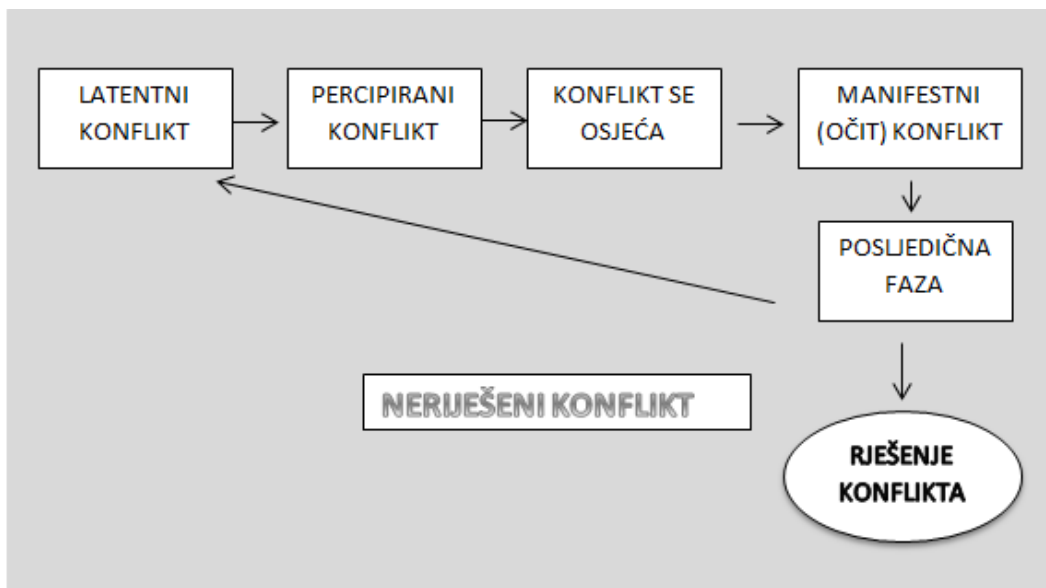 LATENTNI
KONFLIKT
PERCIPIRANI
KONFLIKT
KONFLIKT SE
OSJEĆA
MANIFESTNI
(OČIT) KONFLIKT
POSLJEDIČNA
FAZA
NERIJEŠENI KONFLIKT
RJEŠENJE
KONFLIKTA